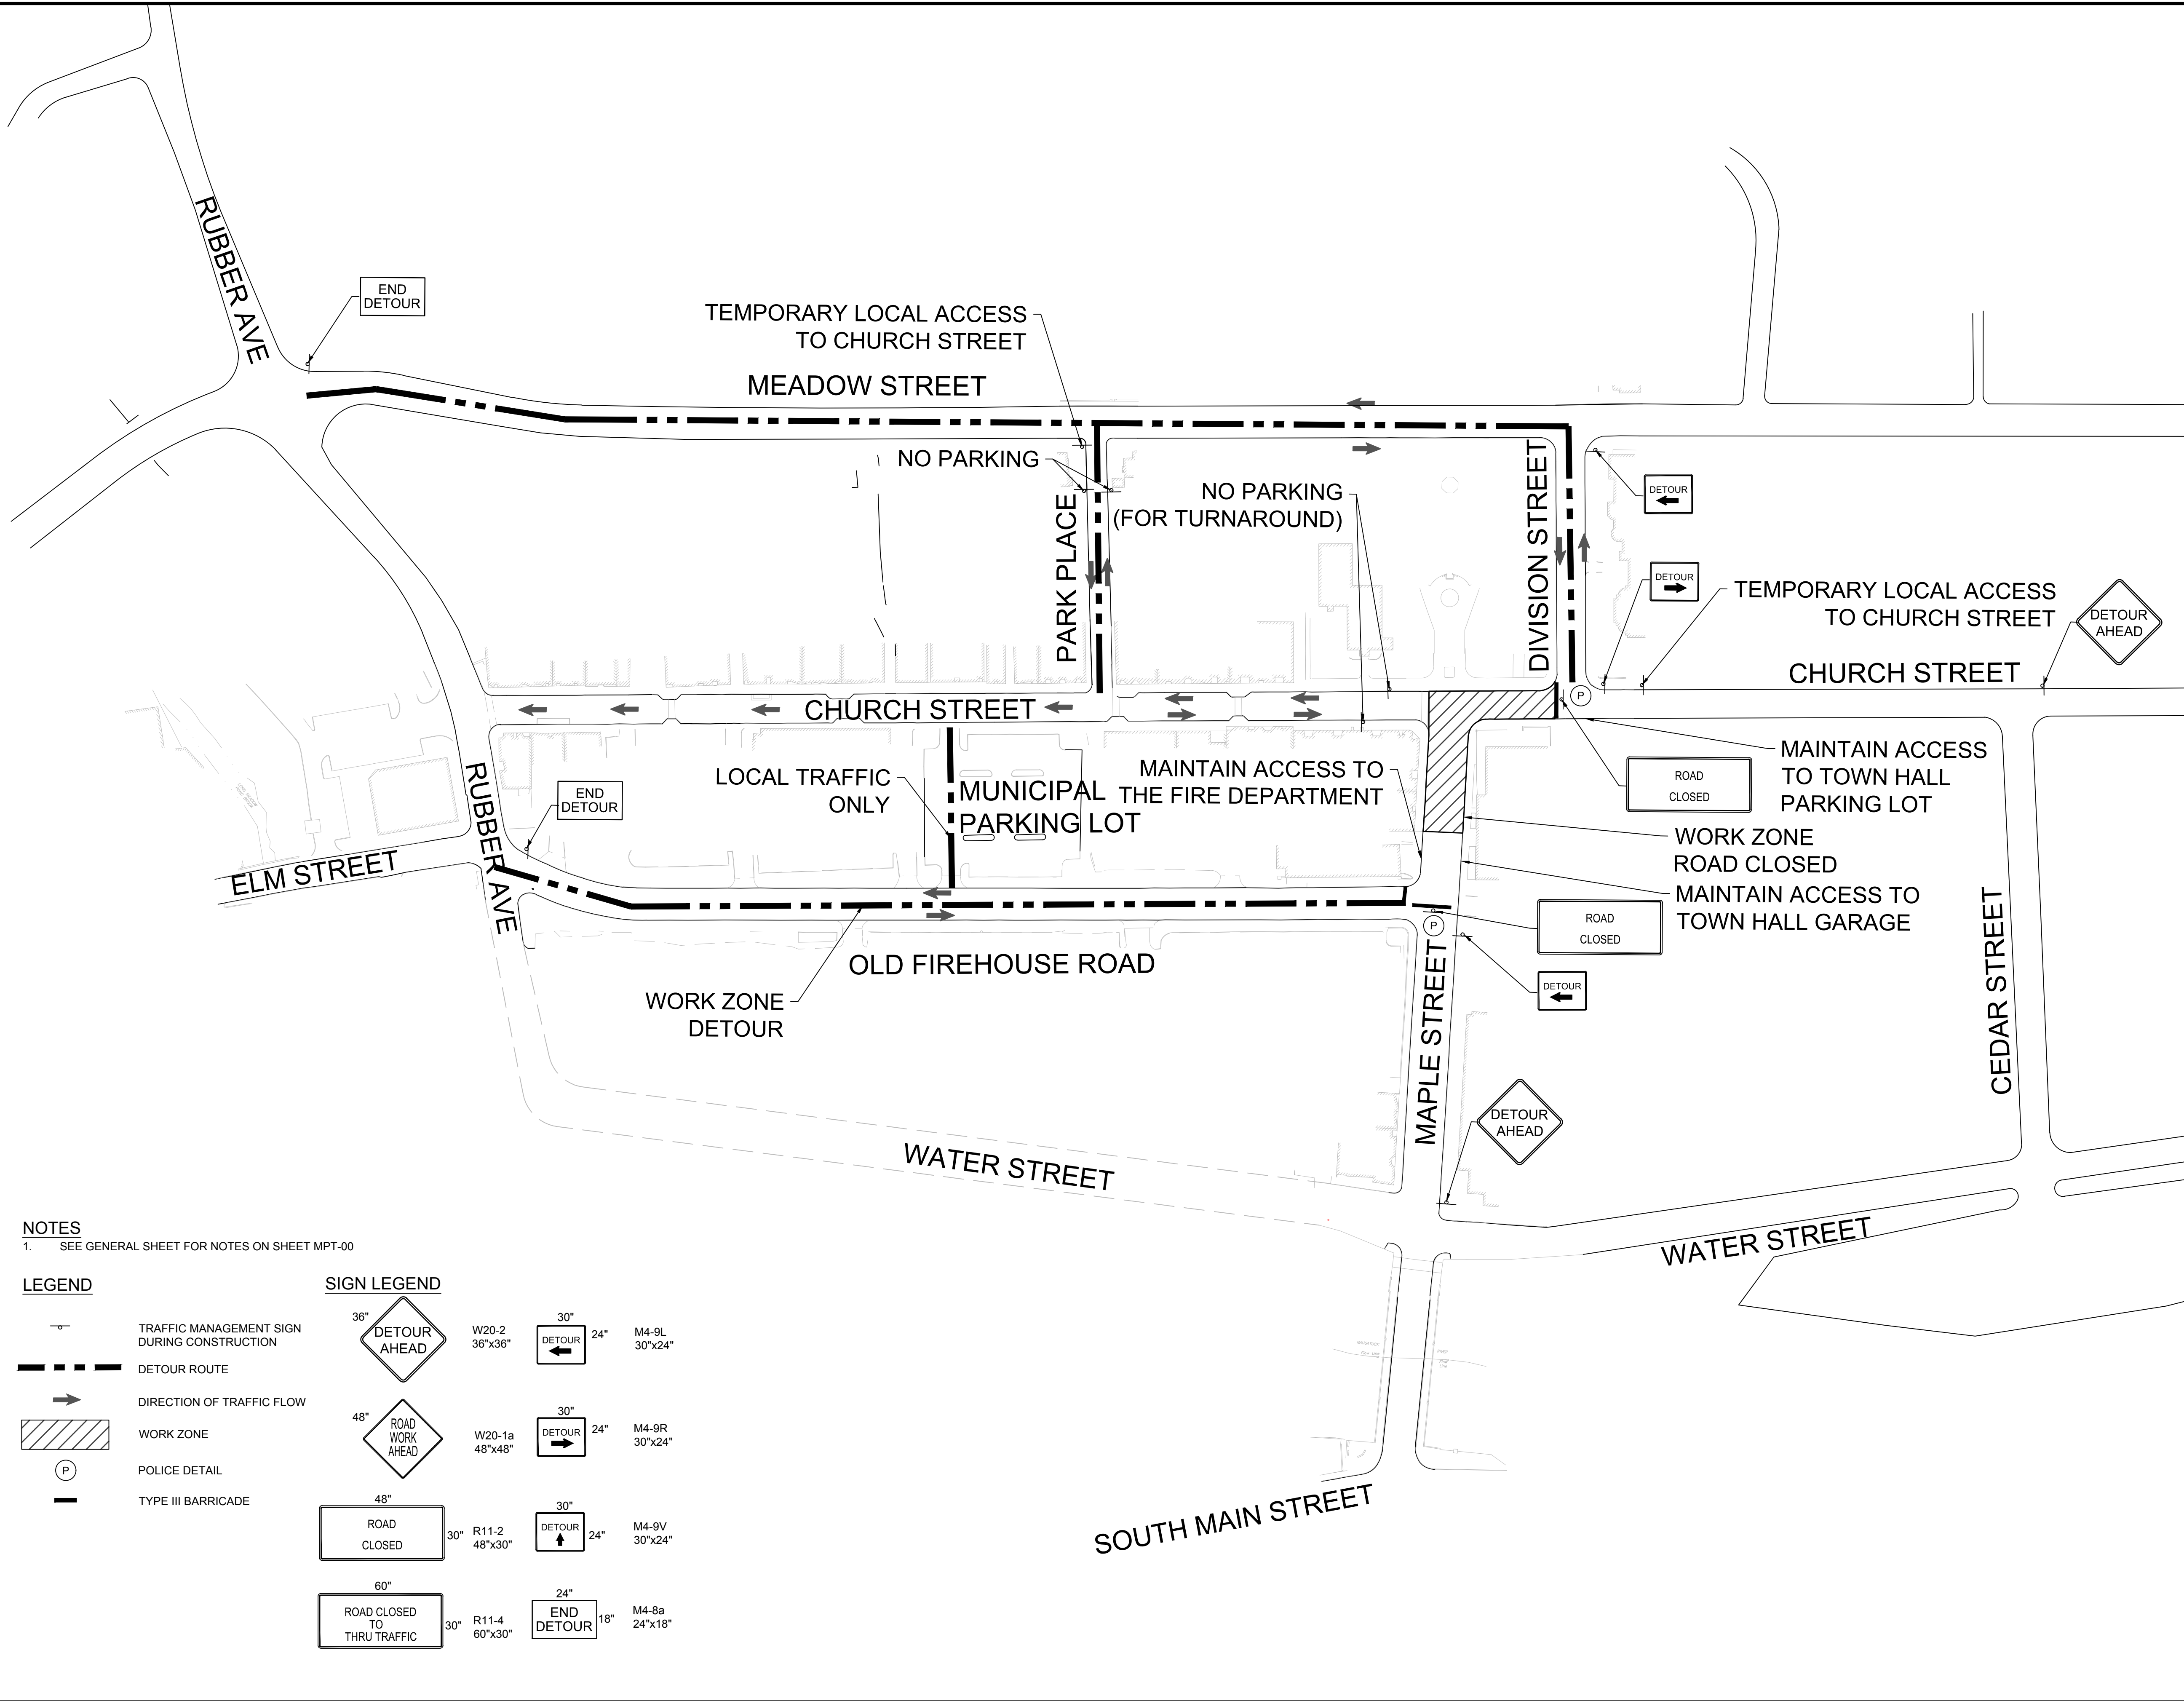 RUBBER AVE
END
DETOUR
TEMPORARY LOCAL ACCESS
TO CHURCH STREET
MEADOW STREET
NO PARKING
PARK PLACE
NO PARKING
(FOR TURNAROUND)
DIVISION STREET
DETOUR
DETOUR
TEMPORARY LOCAL ACCESS
TO CHURCH STREET
DETOUR
AHEAD
CHURCH STREET
P
CHURCH STREET
MAINTAIN ACCESS
TO TOWN HALL
PARKING LOT
ROAD
CLOSED
LOCAL TRAFFIC
ONLY
MUNICIPAL
PARKING LOT
MAINTAIN ACCESS TO
THE FIRE DEPARTMENT
END
DETOUR
RUBBER AVE
ELM STREET
WORK ZONE
ROAD CLOSED
MAINTAIN ACCESS TO
TOWN HALL GARAGE
ROAD
CLOSED
P
DETOUR
OLD FIREHOUSE ROAD
WORK ZONE
DETOUR
MAPLE STREET
CEDAR STREET
DETOUR
AHEAD
WATER STREET
WATER STREET
SOUTH MAIN STREET
NOTES
1. SEE GENERAL SHEET FOR NOTES ON SHEET MPT-00
LEGEND
TRAFFIC MANAGEMENT SIGN
DURING CONSTRUCTION
DETOUR ROUTE
DIRECTION OF TRAFFIC FLOW
WORK ZONE
P
POLICE DETAIL
TYPE III BARRICADE
SIGN LEGEND
36"
DETOUR
AHEAD
W20-2
36"x36"
30"
DETOUR
24"
M4-9L
30"x24"
48"
ROAD
WORK
AHEAD
W20-1a
48"x48"
30"
DETOUR
24"
M4-9R
30"x24"
48"
ROAD
CLOSED
30"
R11-2
48"x30"
30"
DETOUR
24"
M4-9V
30"x24"
60"
ROAD CLOSED
TO
THRU TRAFFIC
30"
R11-4
60"x30"
24"
END
DETOUR
18"
M4-8a
24"x18"